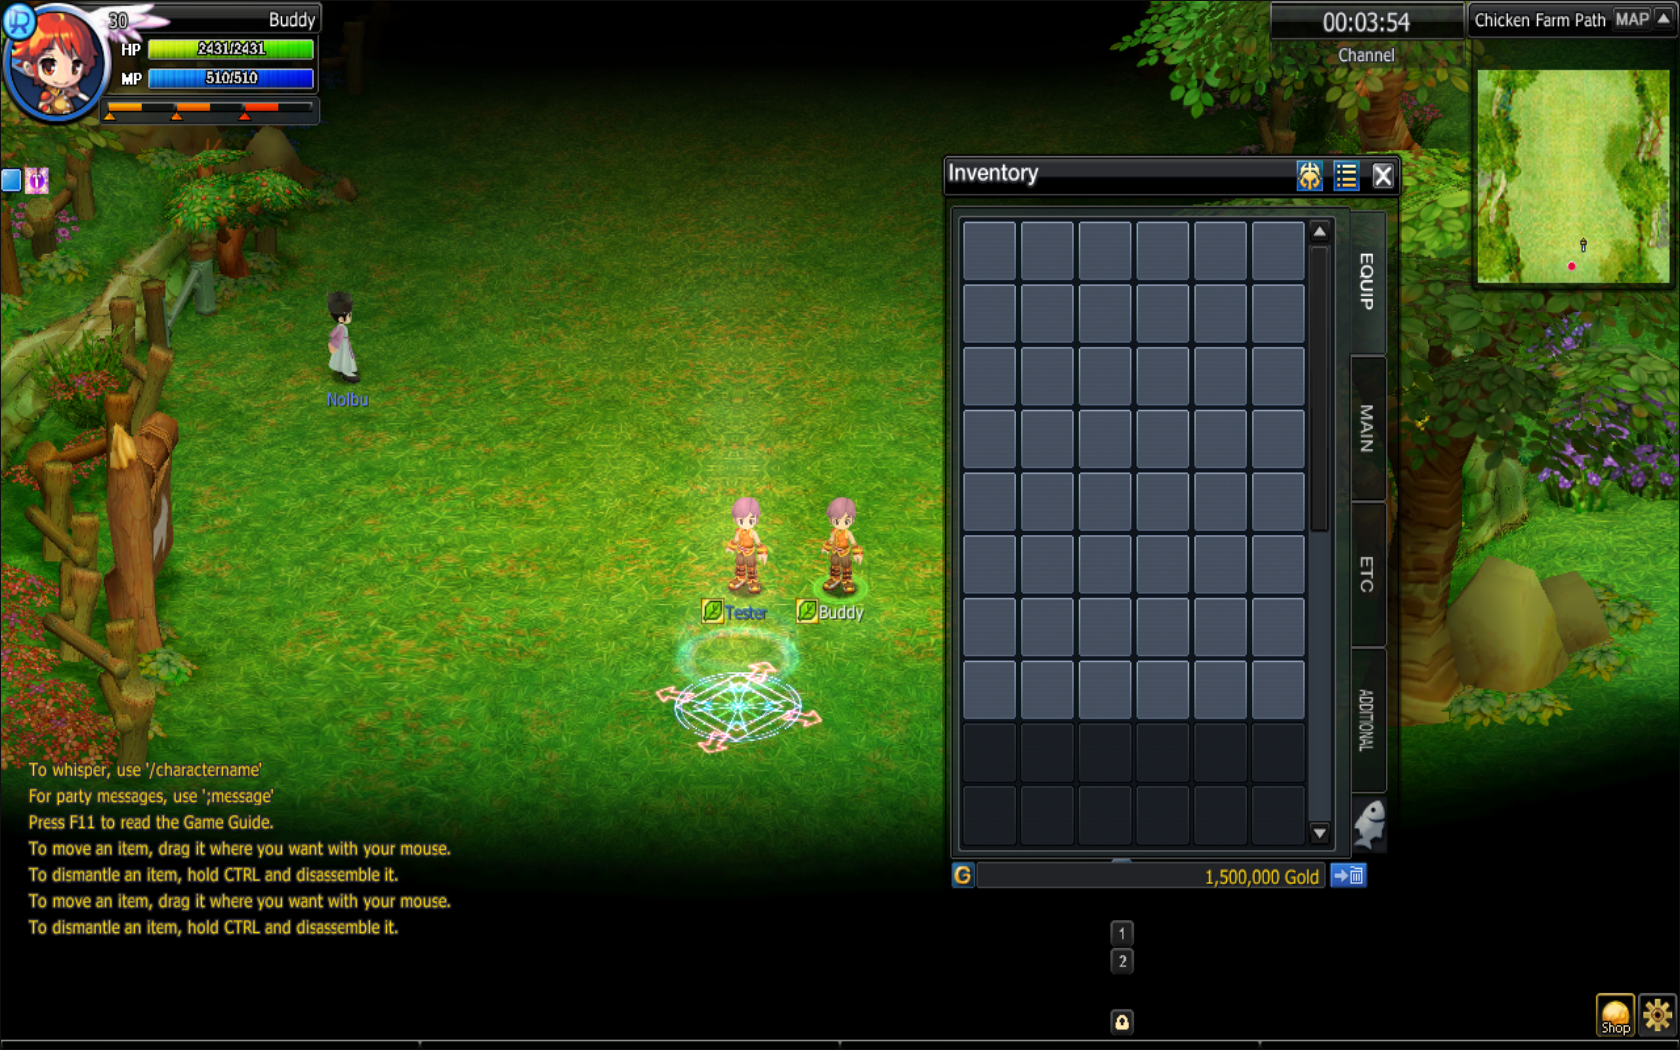 30
Buddy
HP
2431/2431
MP
510/510
00:03:54
Channel
Chicken Farm Path
MAP
Inventory
EQUIP
MAIN
ETC
ADDITIONAL
Nolbu
Tester
Buddy
To whisper, use '/charactername'
For party messages, use ';message'
Press F11 to read the Game Guide.
To move an item, drag it where you want with your mouse.
To dismantle an item, hold CTRL and disassemble it.
To move an item, drag it where you want with your mouse.
To dismantle an item, hold CTRL and disassemble it.
G
1,500,000 Gold
1
2
Shop